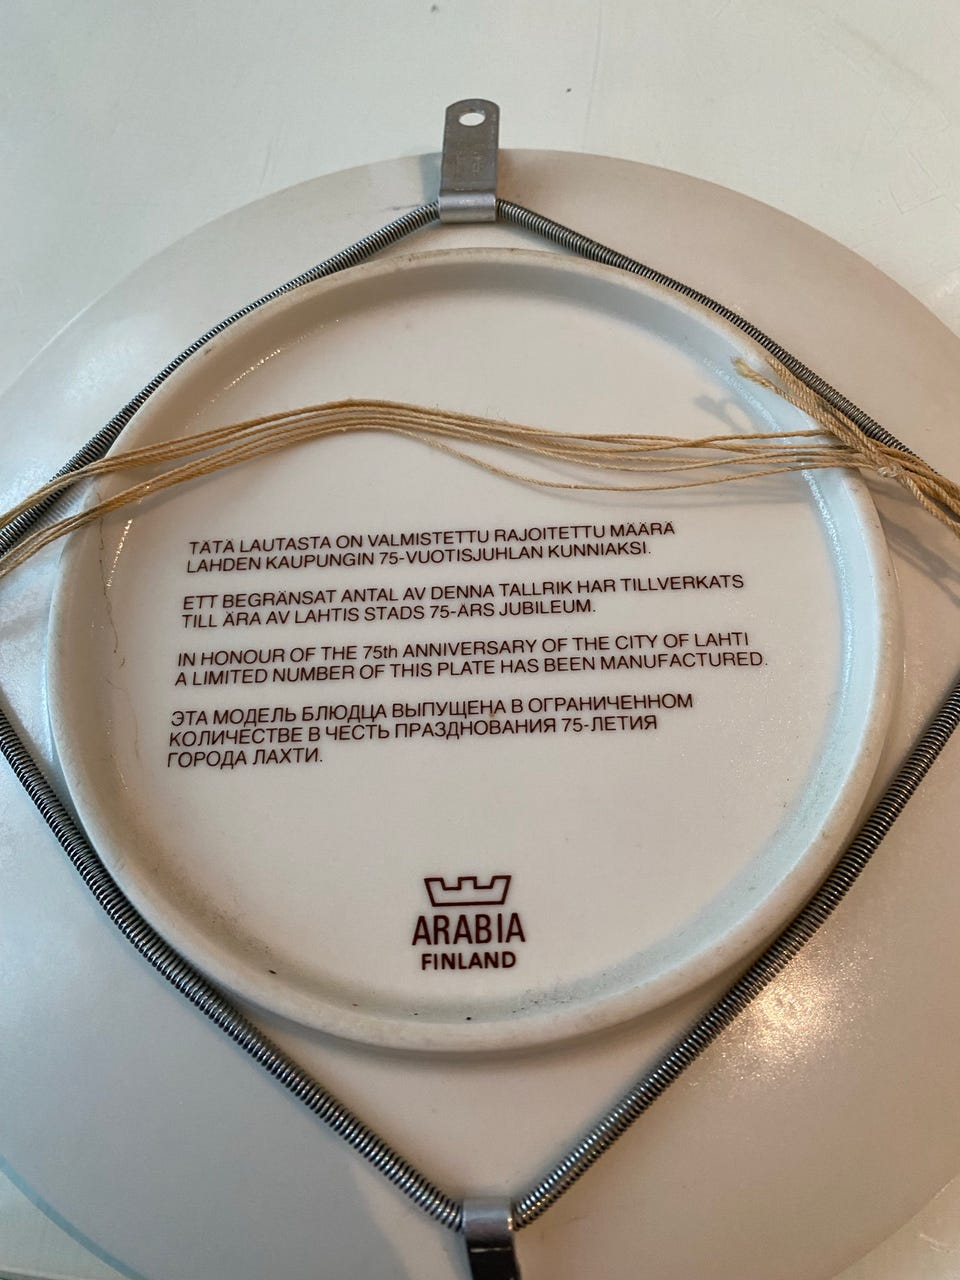 TÄTÄ LAUTASTA ON VALMISTETTU RAJOITETTU MÄÄRÄ
LAHDEN KAUPUNGIN 75-VUOTISJUHLAN KUNNIAKSI.
ETT BEGRÄNSAT ANTAL AV DENNA TALLRIK HAR TILLVERKATS
TILL ÄRA AV LAHTIS STADS 75-ARS JUBILEUM.
IN HONOUR OF THE 75th ANNIVERSARY OF THE CITY OF LAHTI
A LIMITED NUMBER OF THIS PLATE HAS BEEN MANUFACTURED.
ЭТА МОДЕЛЬ БЛЮДЦА ВЫПУЩЕНА В ОГРАНИЧЕННОМ
КОЛИЧЕСТВЕ В ЧЕСТЬ ПРАЗДНОВАНИЯ 75-ЛЕТИЯ
ГОРОДА ЛАХТИ.
ARABIA
FINLAND